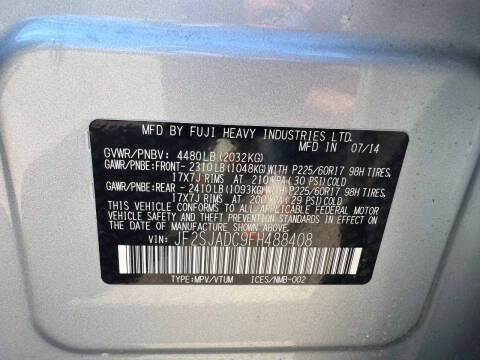 MFD BY FUJI HEAVY INDUSTRIES LTD.
MFD IN 07/14
GVWR/PNBV: 4480LB(2032KG)
GAWR/PNBE:FRONT- 2310LB(1048KG)WITH P225/60R17 98H TIRES,
17X7J RIMS AT 210 KPA(30 PSI)COLD
GAWR/PNBE:REAR - 2410LB(1093KG)WITH P225/60R17 98H TIRES,
17X7J RIMS AT 200 KPA(29 PSI)COLD
THIS VEHICLE CONFORMS TO ALL APPLICABLE FEDERAL MOTOR
VEHICLE SAFETY AND THEFT PREVENTION STANDARDS IN EFFECT
ON THE DATE OF MANUFACTURE SHOWN ABOVE.
VIN: JF2SJADC9FH488408
TYPE:MPV/VTUM ICES/NMB-002